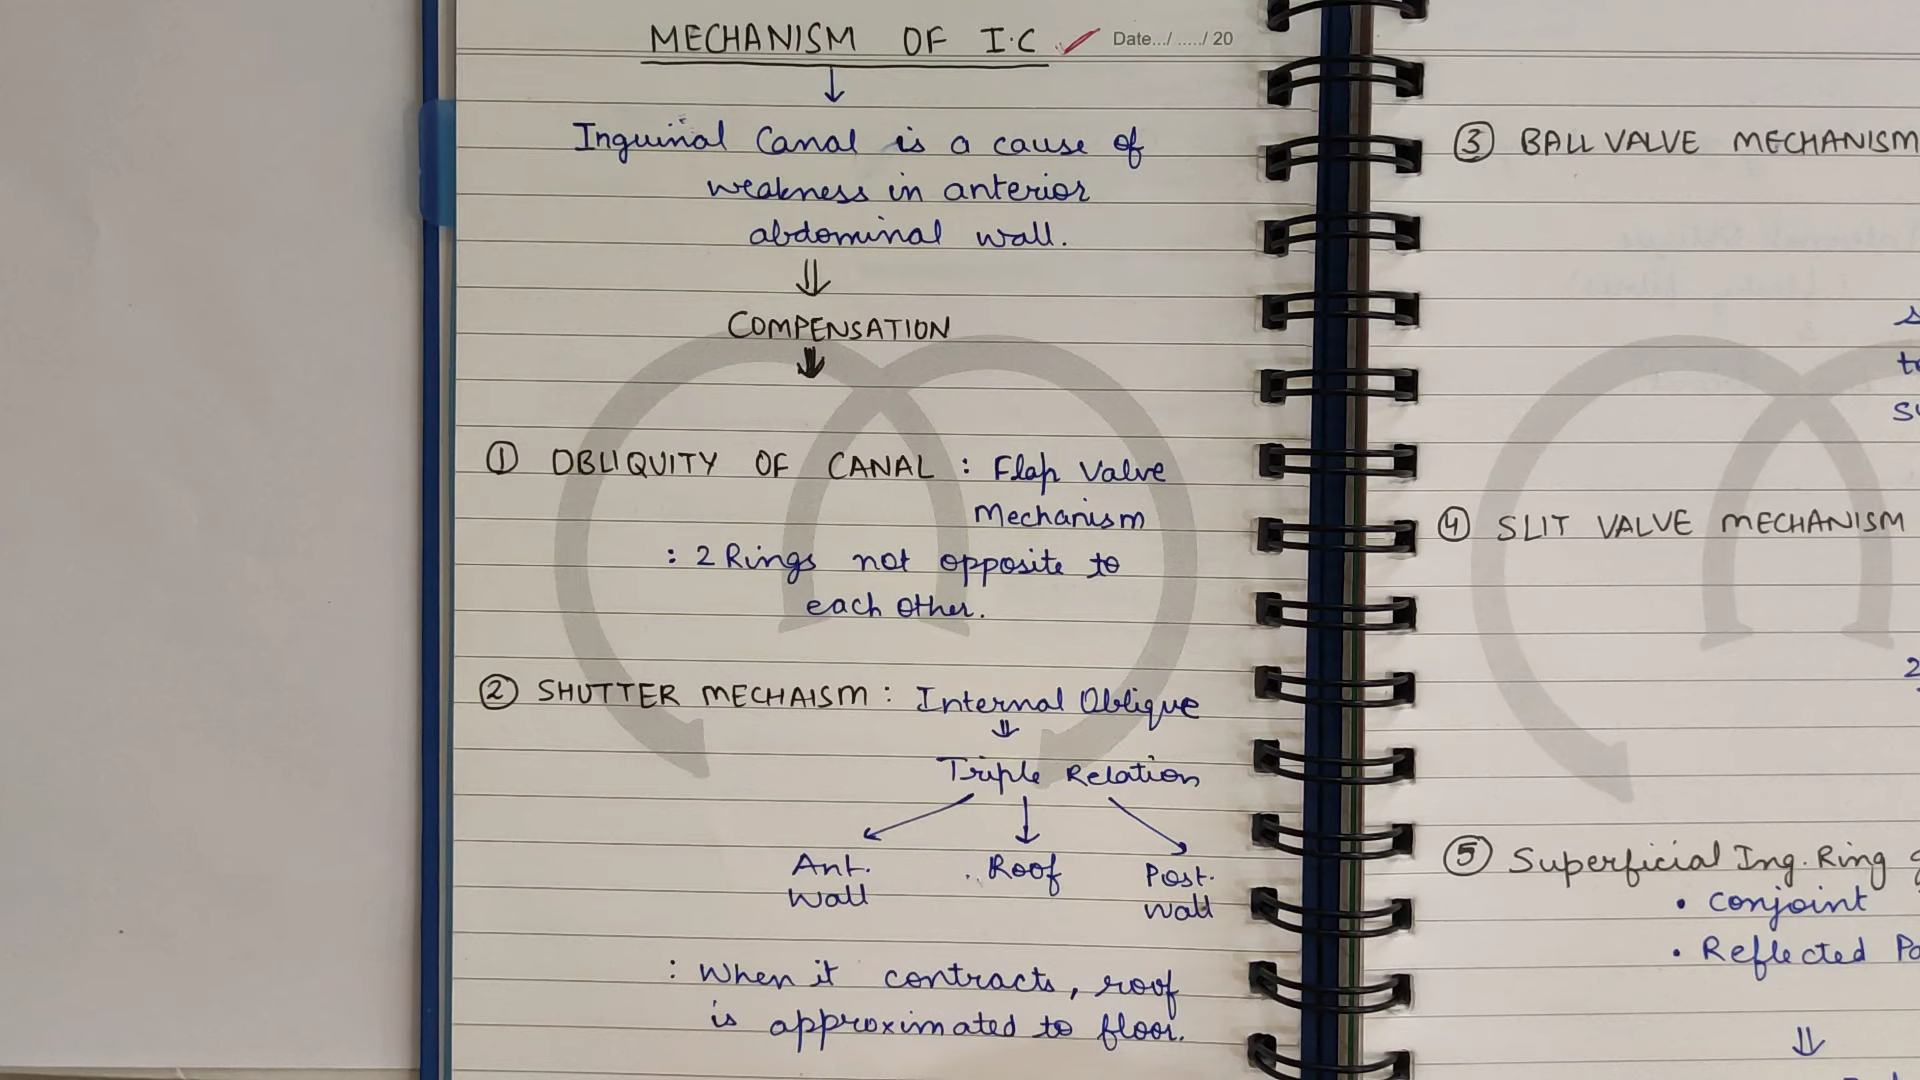 MECHANISM OF I.C
Date.../ ...../ 20
↓
Inguinal Canal is a cause of
weakness in anterior
abdominal wall.
⇓
COMPENSATION
⇓
① OBLIQUITY OF CANAL : Flap Valve
Mechanism
: 2 Rings not opposite to
each other.
② SHUTTER MECHAISM : Internal Oblique
⇓
Triple Relation
Ant. Roof Post.
wall wall
: When it contracts, roof
is approximated to floor.
③ BALL VALVE MECHANISM
④ SLIT VALVE MECHANISM
2
⑤ Superficial Ing. Ring
• Conjoint
• Reflected
⇓